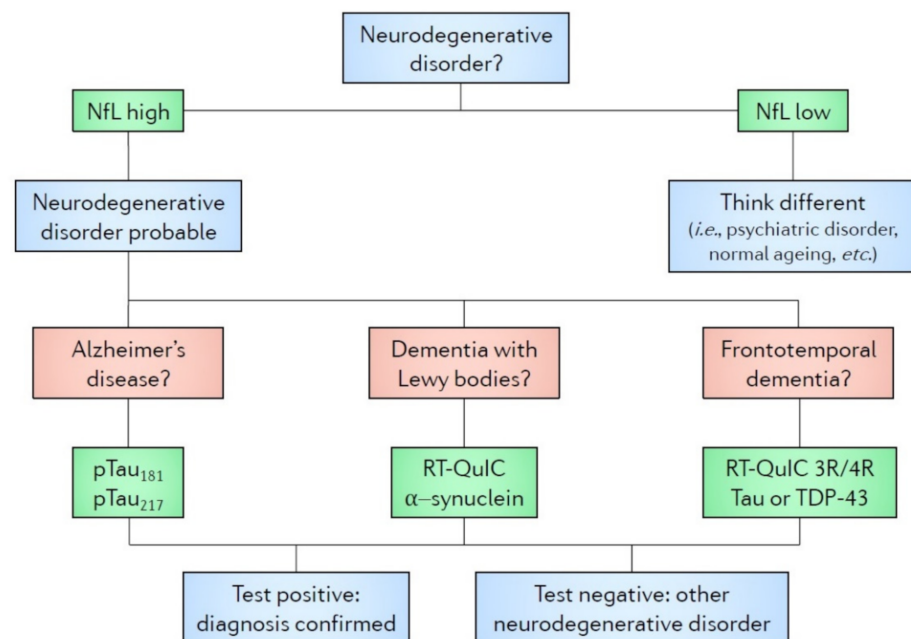 Neurodegenerative
disorder?
NfL high
NfL low
Neurodegenerative
disorder probable
Think different
(i.e., psychiatric disorder,
normal ageing, etc.)
Alzheimer’s
disease?
Dementia with
Lewy bodies?
Frontotemporal
dementia?
pTau₁₈₁
pTau₂₁₇
RT-QuIC
α–synuclein
RT-QuIC 3R/4R
Tau or TDP-43
Test positive:
diagnosis confirmed
Test negative: other
neurodegenerative disorder